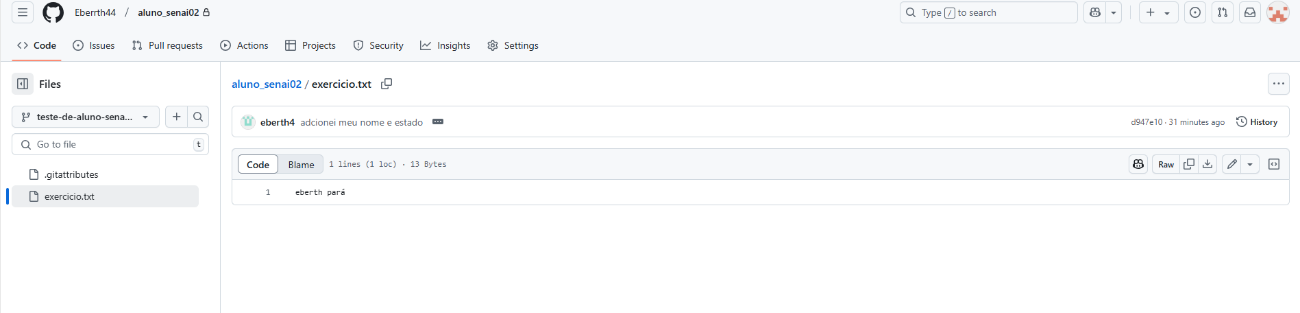 Eberrth44 / aluno_senai02
Type / to search
Code Issues Pull requests Actions Projects Security Insights Settings
Files
teste-de-aluno-sena...
Go to file t
.gitattributes
exercicio.txt
aluno_senai02 / exercicio.txt
eberth4 adcionei meu nome e estado d947e10 · 31 minutes ago History
Code Blame 1 lines (1 loc) · 13 Bytes Raw
1 eberth pará